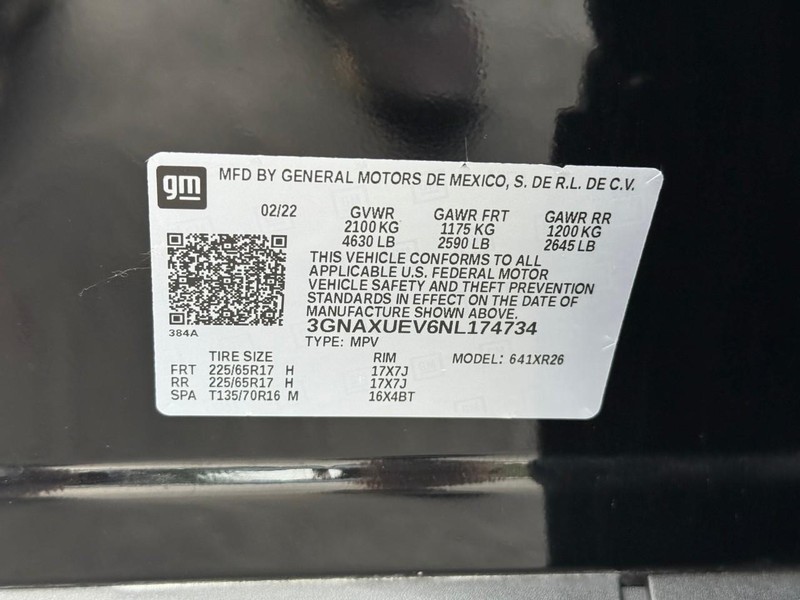 gm
MFD BY GENERAL MOTORS DE MEXICO, S. DE R.L. DE C.V.
02/22 GVWR GAWR FRT GAWR RR
2100 KG 1175 KG 1200 KG
4630 LB 2590 LB 2645 LB
THIS VEHICLE CONFORMS TO ALL
APPLICABLE U.S. FEDERAL MOTOR
VEHICLE SAFETY AND THEFT PREVENTION
STANDARDS IN EFFECT ON THE DATE OF
MANUFACTURE SHOWN ABOVE.
384A
3GNAXUEV6NL174734
TYPE: MPV
TIRE SIZE RIM MODEL: 641XR26
FRT 225/65R17 H 17X7J
RR 225/65R17 H 17X7J
SPA T135/70R16 M 16X4BT